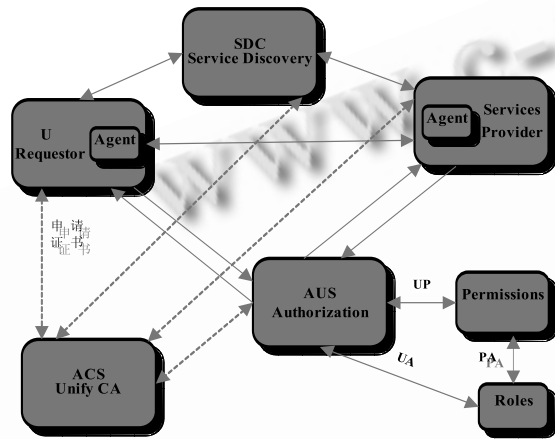 SDC
Service Discovery
U
Requestor
Agent
Agent
Services
Provider
申请
证书
AUS
Authorization
UP
Permissions
UA
PA
Roles
ACS
Unify CA